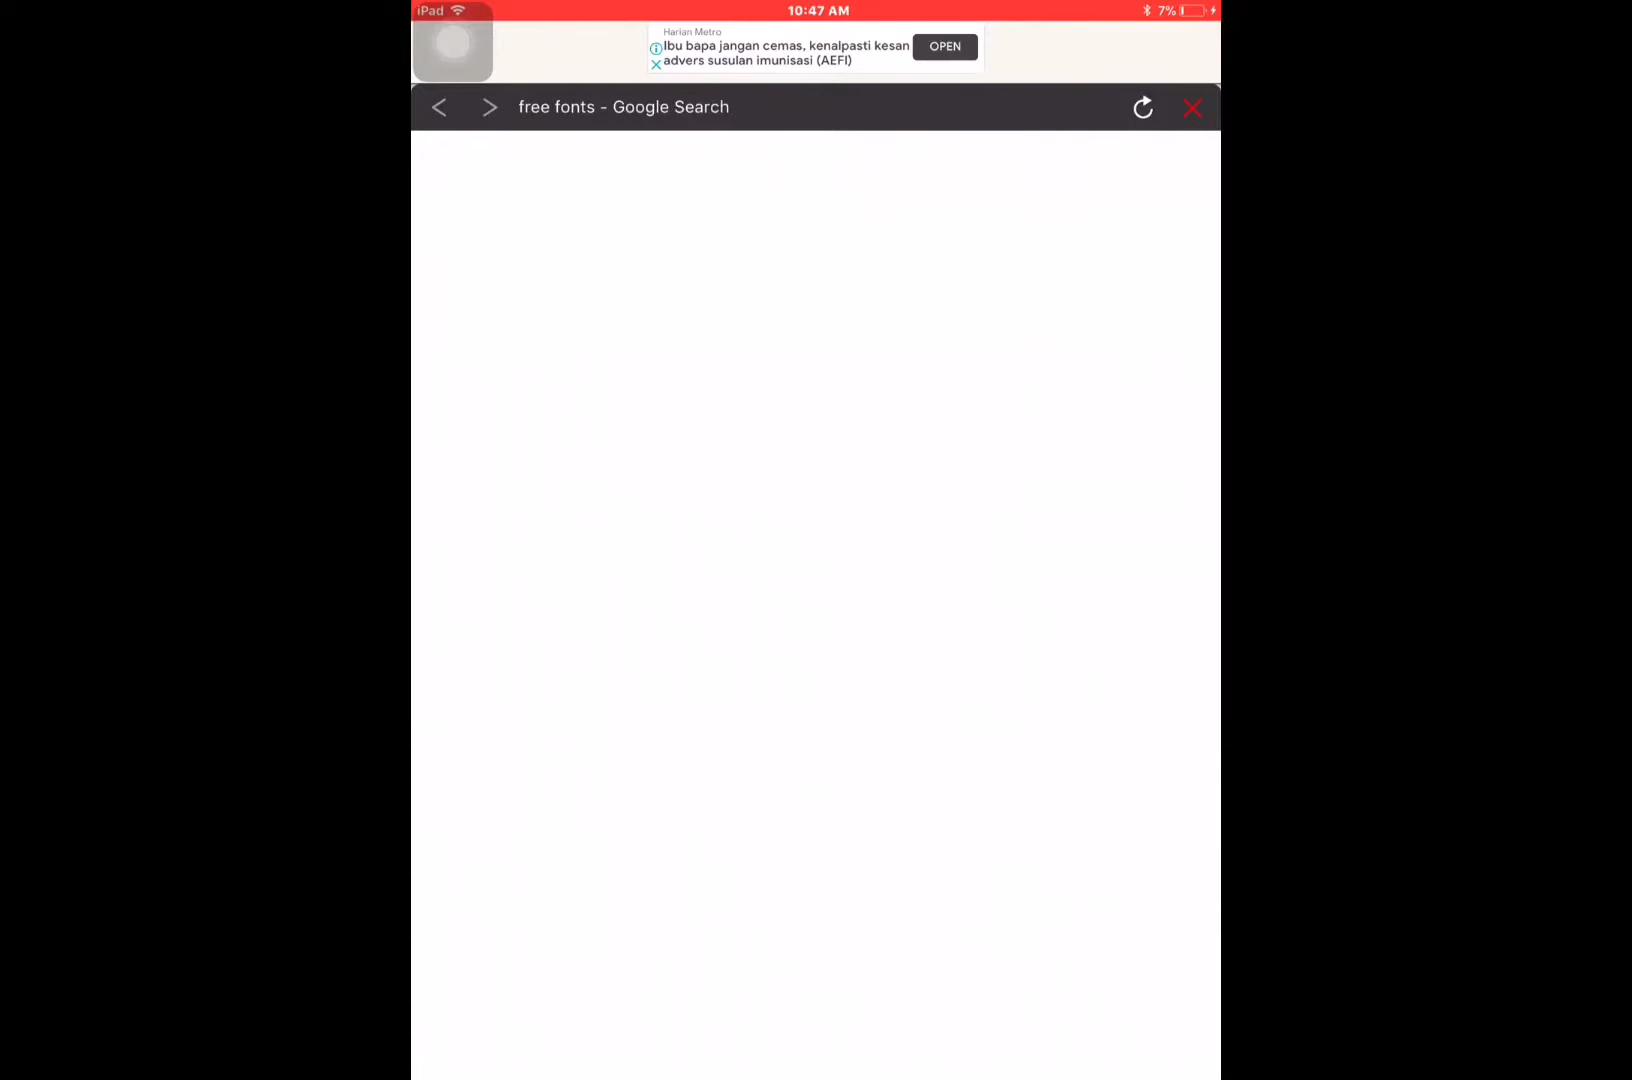 iPad
10:47 AM
7%
Harian Metro
Ibu bapa jangan cemas, kenalpasti kesan
advers susulan imunisasi (AEFI)
OPEN
free fonts - Google Search